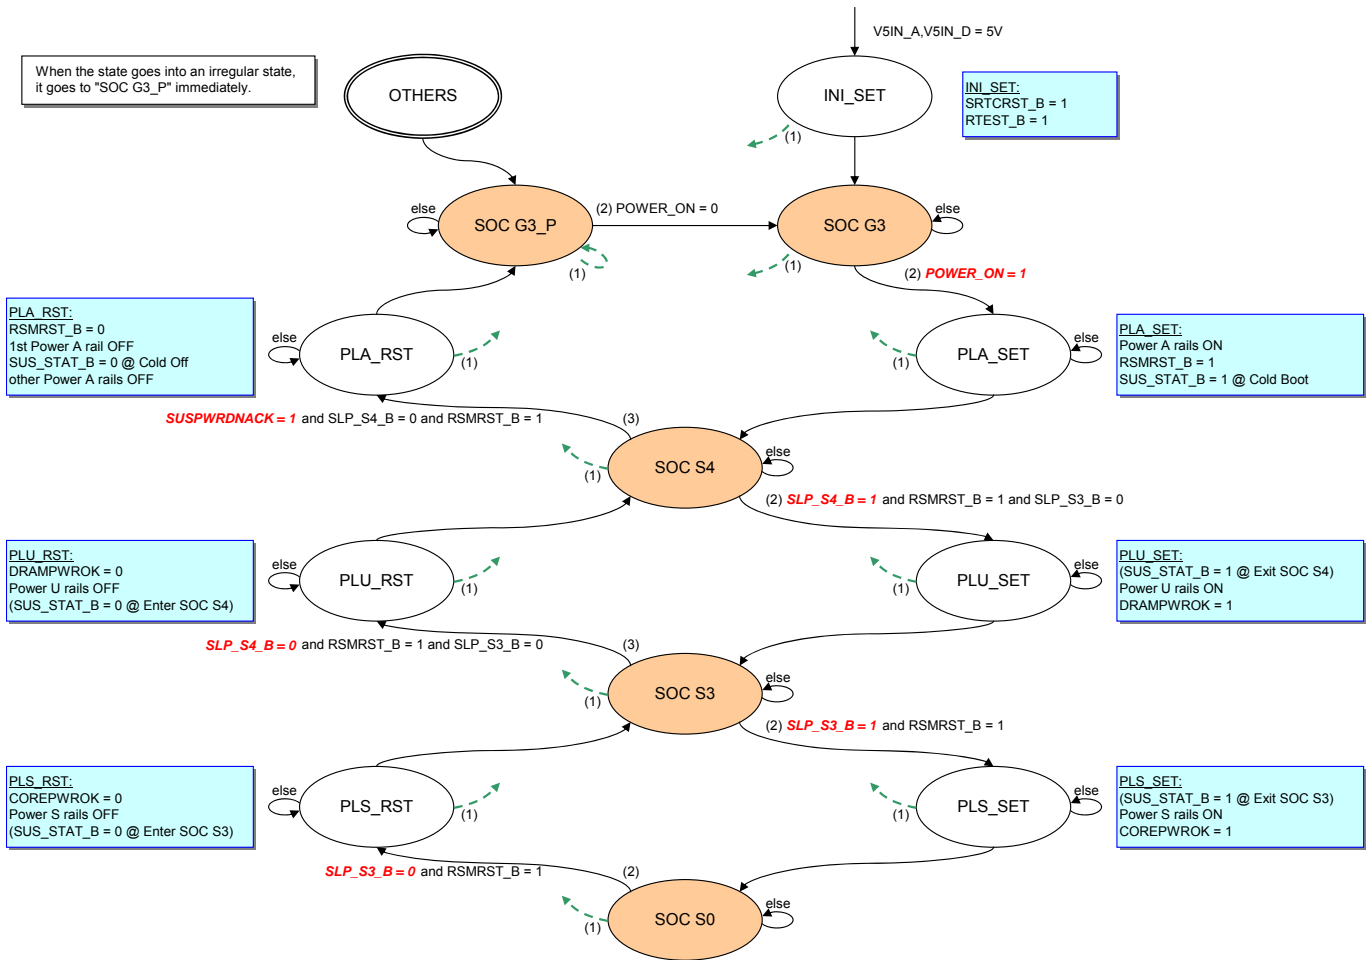 V5IN_A,V5IN_D = 5V
When the state goes into an irregular state,
it goes to "SOC G3_P" immediately.
OTHERS
INI_SET
INI_SET:
SRTCRST_B = 1
RTEST_B = 1
(1)
else
SOC G3_P
(2) POWER_ON = 0
SOC G3
else
(1)
(1)
(2) POWER_ON = 1
PLA_RST:
RSMRST_B = 0
1st Power A rail OFF
SUS_STAT_B = 0 @ Cold Off
other Power A rails OFF
else
PLA_RST
(1)
(1)
PLA_SET
else
PLA_SET:
Power A rails ON
RSMRST_B = 1
SUS_STAT_B = 1 @ Cold Boot
SUSPWRDNACK = 1 and SLP_S4_B = 0 and RSMRST_B = 1
(3)
SOC S4
else
(1)
(2) SLP_S4_B = 1 and RSMRST_B = 1 and SLP_S3_B = 0
PLU_RST:
DRAMPWROK = 0
Power U rails OFF
(SUS_STAT_B = 0 @ Enter SOC S4)
else
PLU_RST
(1)
(1)
PLU_SET
else
PLU_SET:
(SUS_STAT_B = 1 @ Exit SOC S4)
Power U rails ON
DRAMPWROK = 1
SLP_S4_B = 0 and RSMRST_B = 1 and SLP_S3_B = 0
(3)
SOC S3
else
(1)
(2) SLP_S3_B = 1 and RSMRST_B = 1
PLS_RST:
COREPWROK = 0
Power S rails OFF
(SUS_STAT_B = 0 @ Enter SOC S3)
else
PLS_RST
(1)
(1)
PLS_SET
else
PLS_SET:
(SUS_STAT_B = 1 @ Exit SOC S3)
Power S rails ON
COREPWROK = 1
SLP_S3_B = 0 and RSMRST_B = 1
(2)
SOC S0
else
(1)